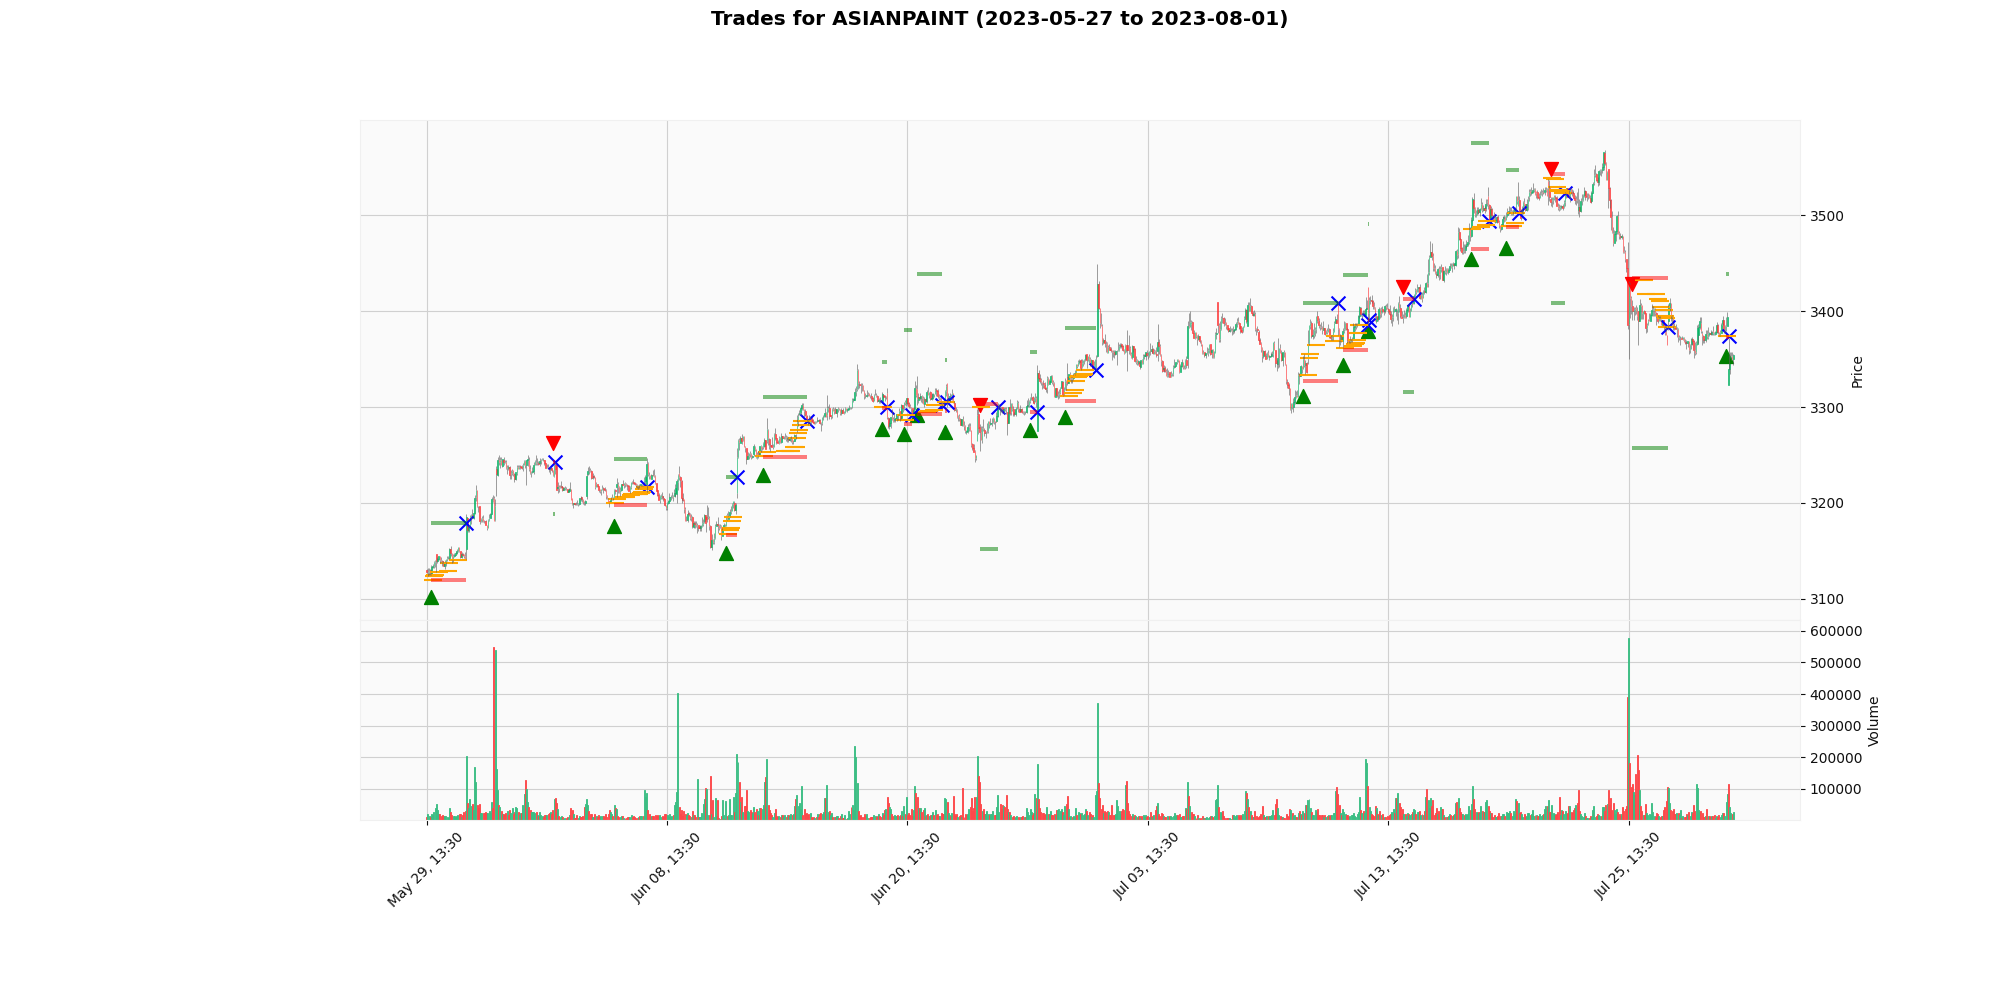 Trades for ASIANPAINT (2023-05-27 to 2023-08-01)
3500
3400
3300
3200
3100
Price
600000
500000
400000
300000
200000
100000
Volume
May 29, 13:30
Jun 08, 13:30
Jun 20, 13:30
Jul 03, 13:30
Jul 13, 13:30
Jul 25, 13:30